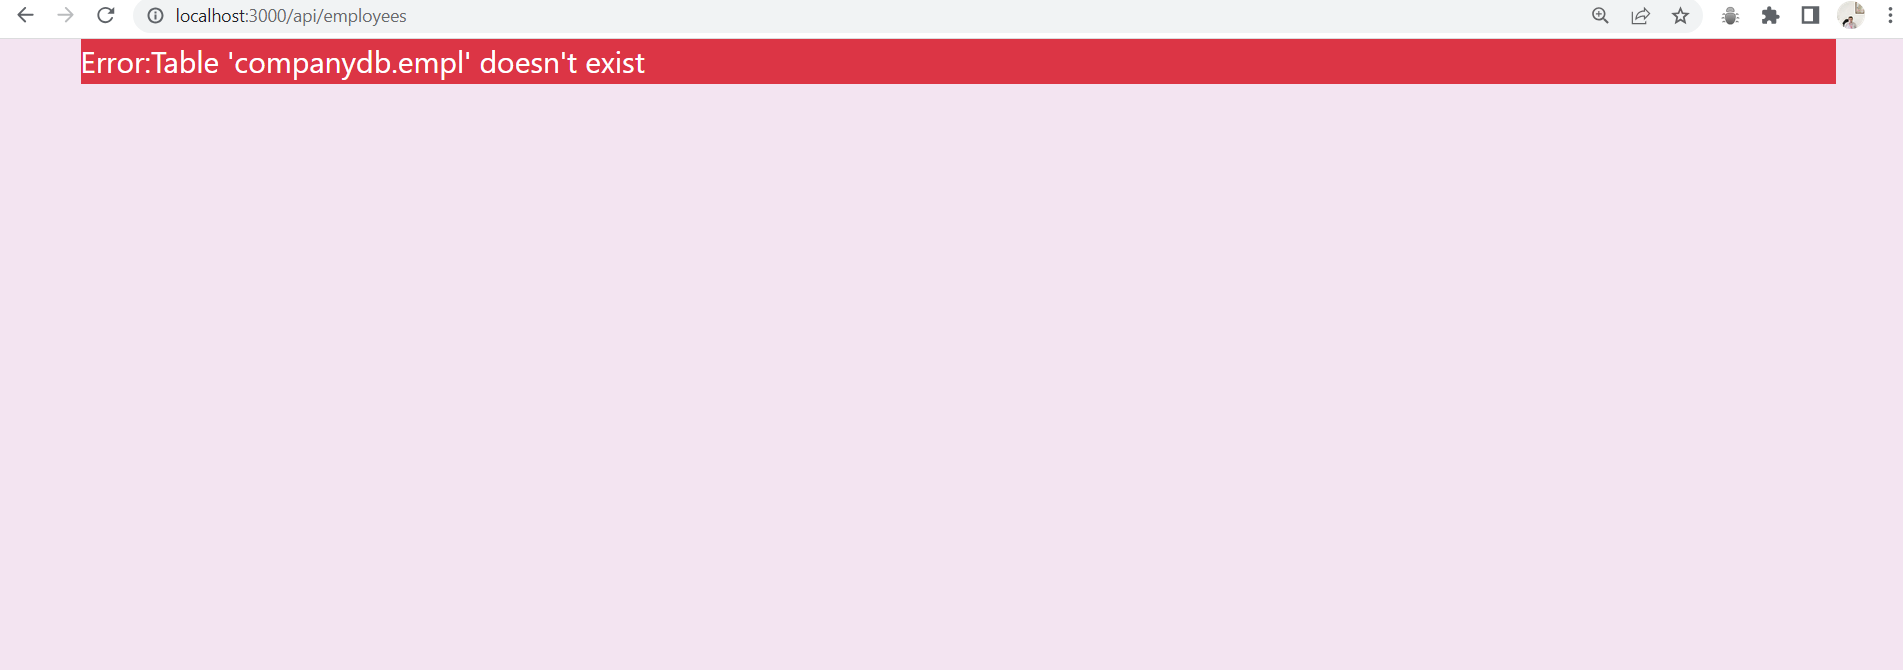 localhost:3000/api/employees
Error:Table 'companydb.empl' doesn't exist